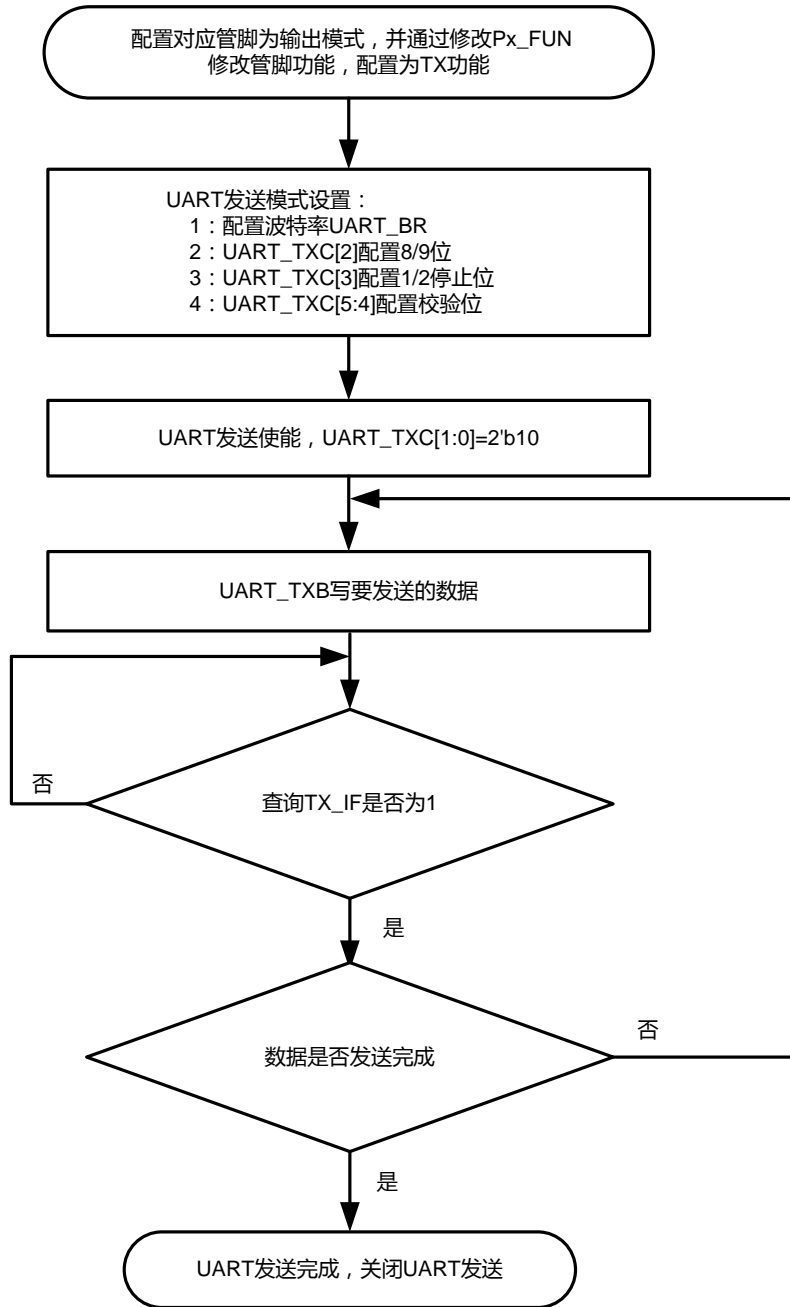 配置对应管脚为输出模式，并通过修改Px_FUN
修改管脚功能，配置为TX功能
UART发送模式设置：
1：配置波特率UART_BR
2：UART_TXC[2]配置8/9位
3：UART_TXC[3]配置1/2停止位
4：UART_TXC[5:4]配置校验位
UART发送使能，UART_TXC[1:0]=2'b10
UART_TXB写要发送的数据
否
查询TX_IF是否为1
是
否
数据是否发送完成
是
UART发送完成，关闭UART发送